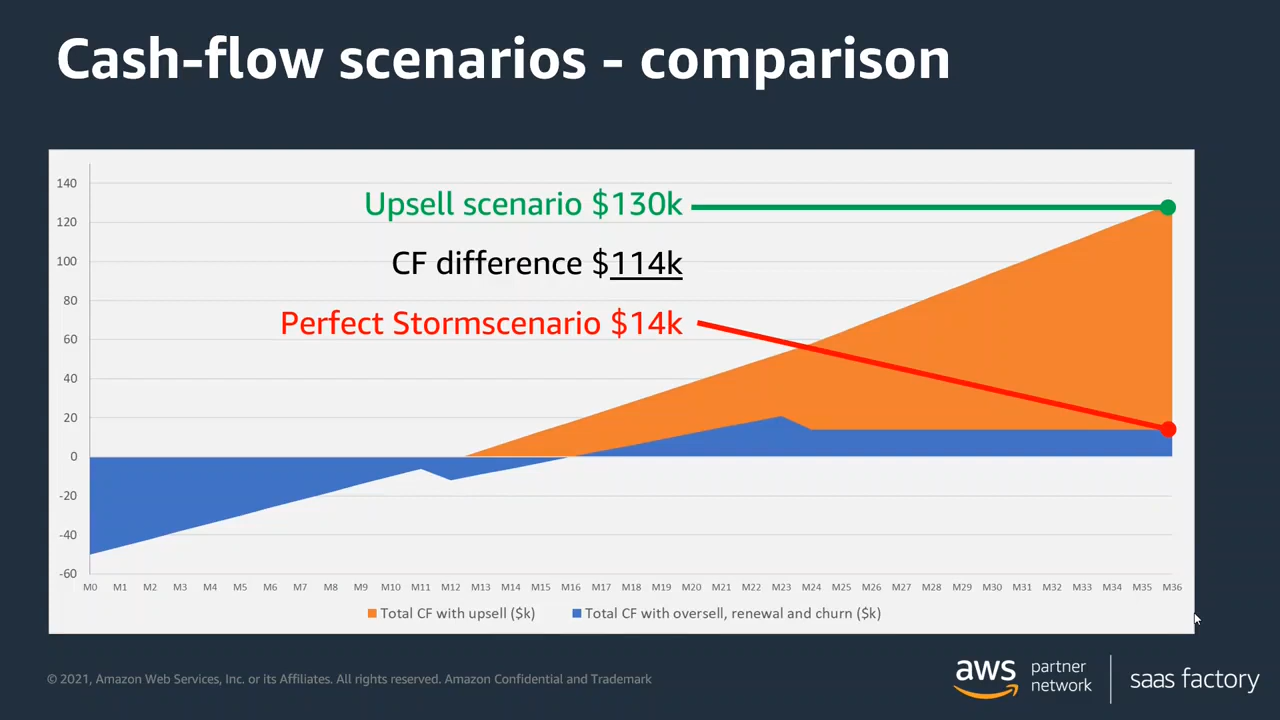 Cash-flow scenarios - comparison
140
Upsell scenario $130k
120
CF difference $114k
100
80
Perfect Stormscenario $14k
60
40
20
0
-20
-40
-60
M0 M1 M2 M3 M4 M5 M6 M7 M8 M9 M10 M11 M12 M13 M14 M15 M16 M17 M18 M19 M20 M21 M22 M23 M24 M25 M26 M27 M28 M29 M30 M31 M32 M33 M34 M35 M36
Total CF with upsell ($k) Total CF with oversell, renewal and churn ($k)
© 2021, Amazon Web Services, Inc. or its Affiliates. All rights reserved. Amazon Confidential and Trademark
aws partner network saas factory